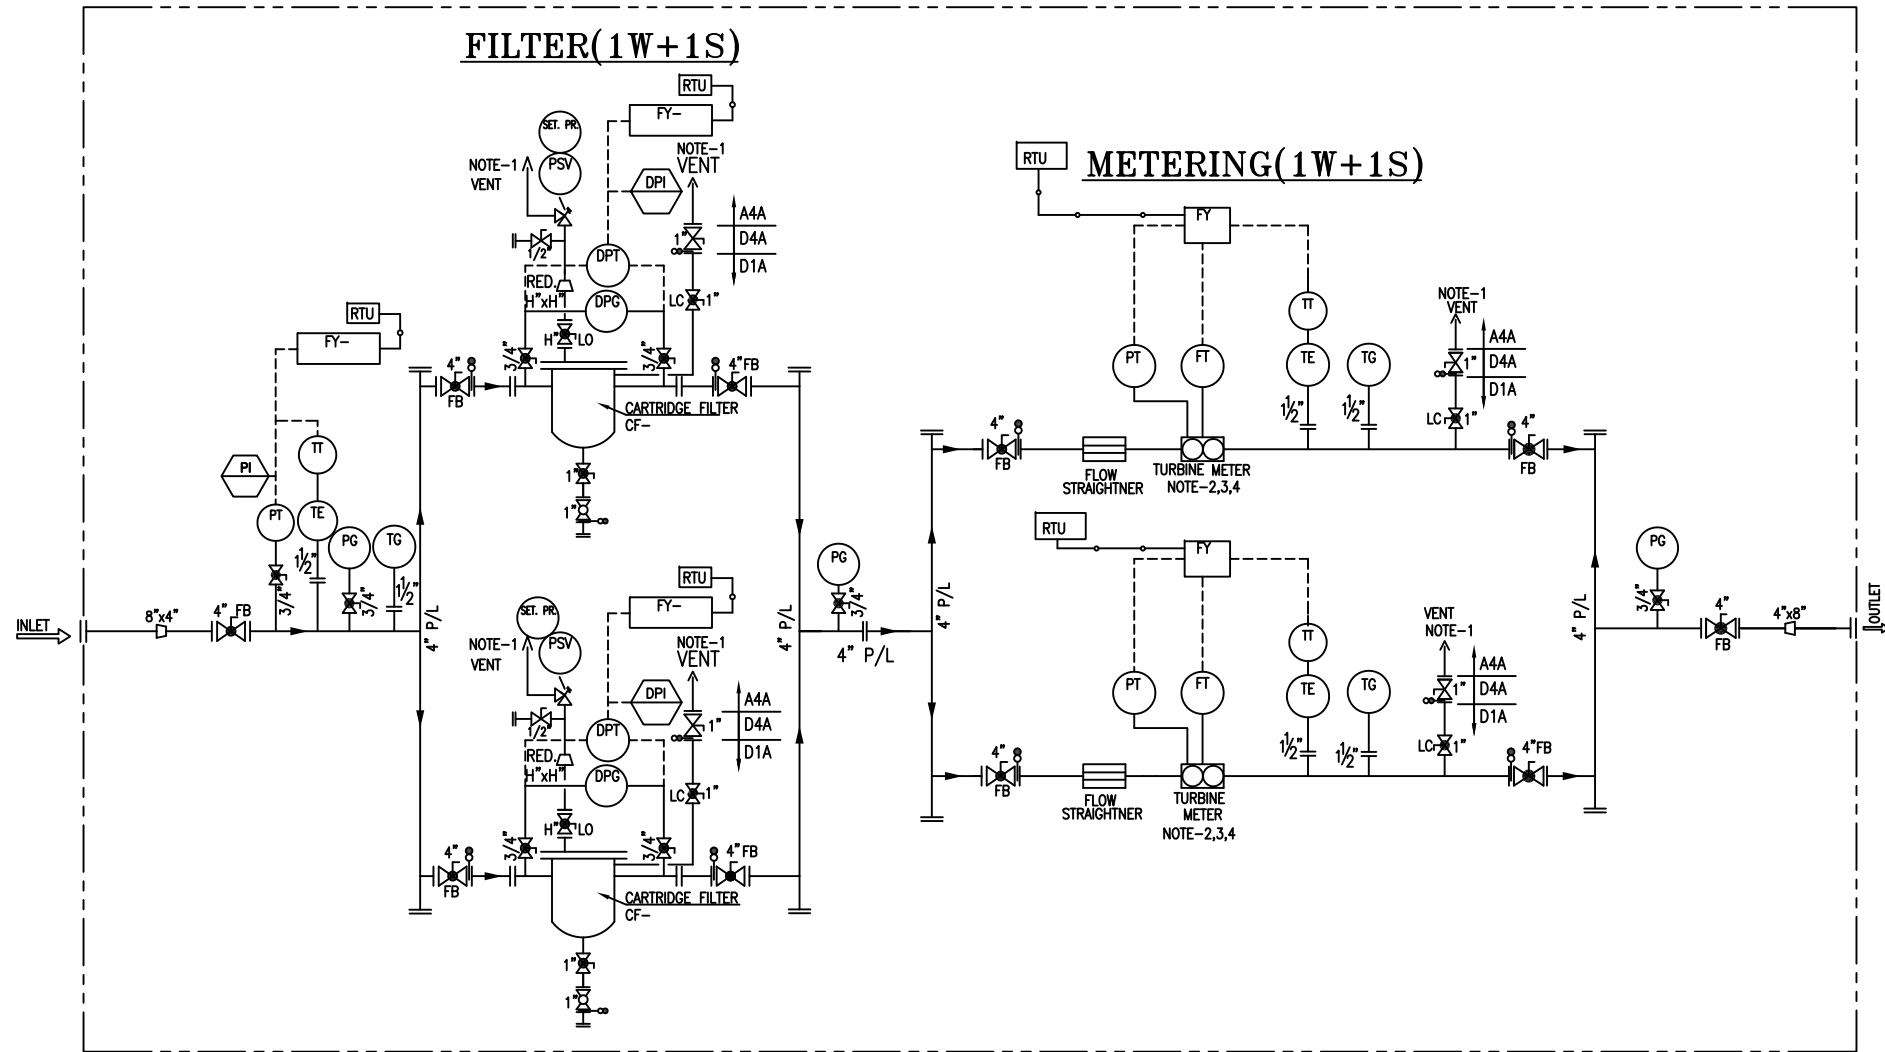 FILTER(1W+1S)
RTU
FY-
SET. PR.
PSV
NOTE-1
VENT
NOTE-1
VENT
DPI
1/2"
DPT
1"
A4A
D4A
D1A
RED.
H"xH"
DPG
LC
1"
H"
LO
3/4"
3/4"
4"
FB
4"FB
CARTRIDGE FILTER
CF-
1"
1"
RTU
FY-
PI
TT
PT
TE
PG
TG
3/4"
1½"
3/4"
1½"
INLET
8"x4"
4" FB
4" P/L
RTU
FY-
SET. PR.
PSV
NOTE-1
VENT
NOTE-1
VENT
DPI
1/2"
DPT
1"
A4A
D4A
D1A
RED.
H"xH"
DPG
LC
1"
H"
LO
3/4"
3/4"
4"
FB
4"FB
CARTRIDGE FILTER
CF-
1"
1"
4" P/L
PG
3/4"
4" P/L
4" P/L
METERING(1W+1S)
RTU
FY
TT
PT
FT
TE
TG
1½"
1½"
NOTE-1
VENT
1"
A4A
D4A
D1A
LC
1"
4"
FB
FLOW
STRAIGHTNER
TURBINE METER
NOTE-2,3,4
4"
FB
RTU
FY
TT
PT
FT
TE
TG
1½"
1½"
VENT
NOTE-1
1"
A4A
D4A
D1A
LC
1"
4"
FB
FLOW
STRAIGHTNER
TURBINE
METER
NOTE-2,3,4
4"FB
4" P/L
PG
3/4"
4"
FB
4"x8"
OUTLET